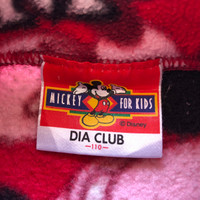 MICKEY FOR KIDS
© Disney
DIA CLUB
—110—